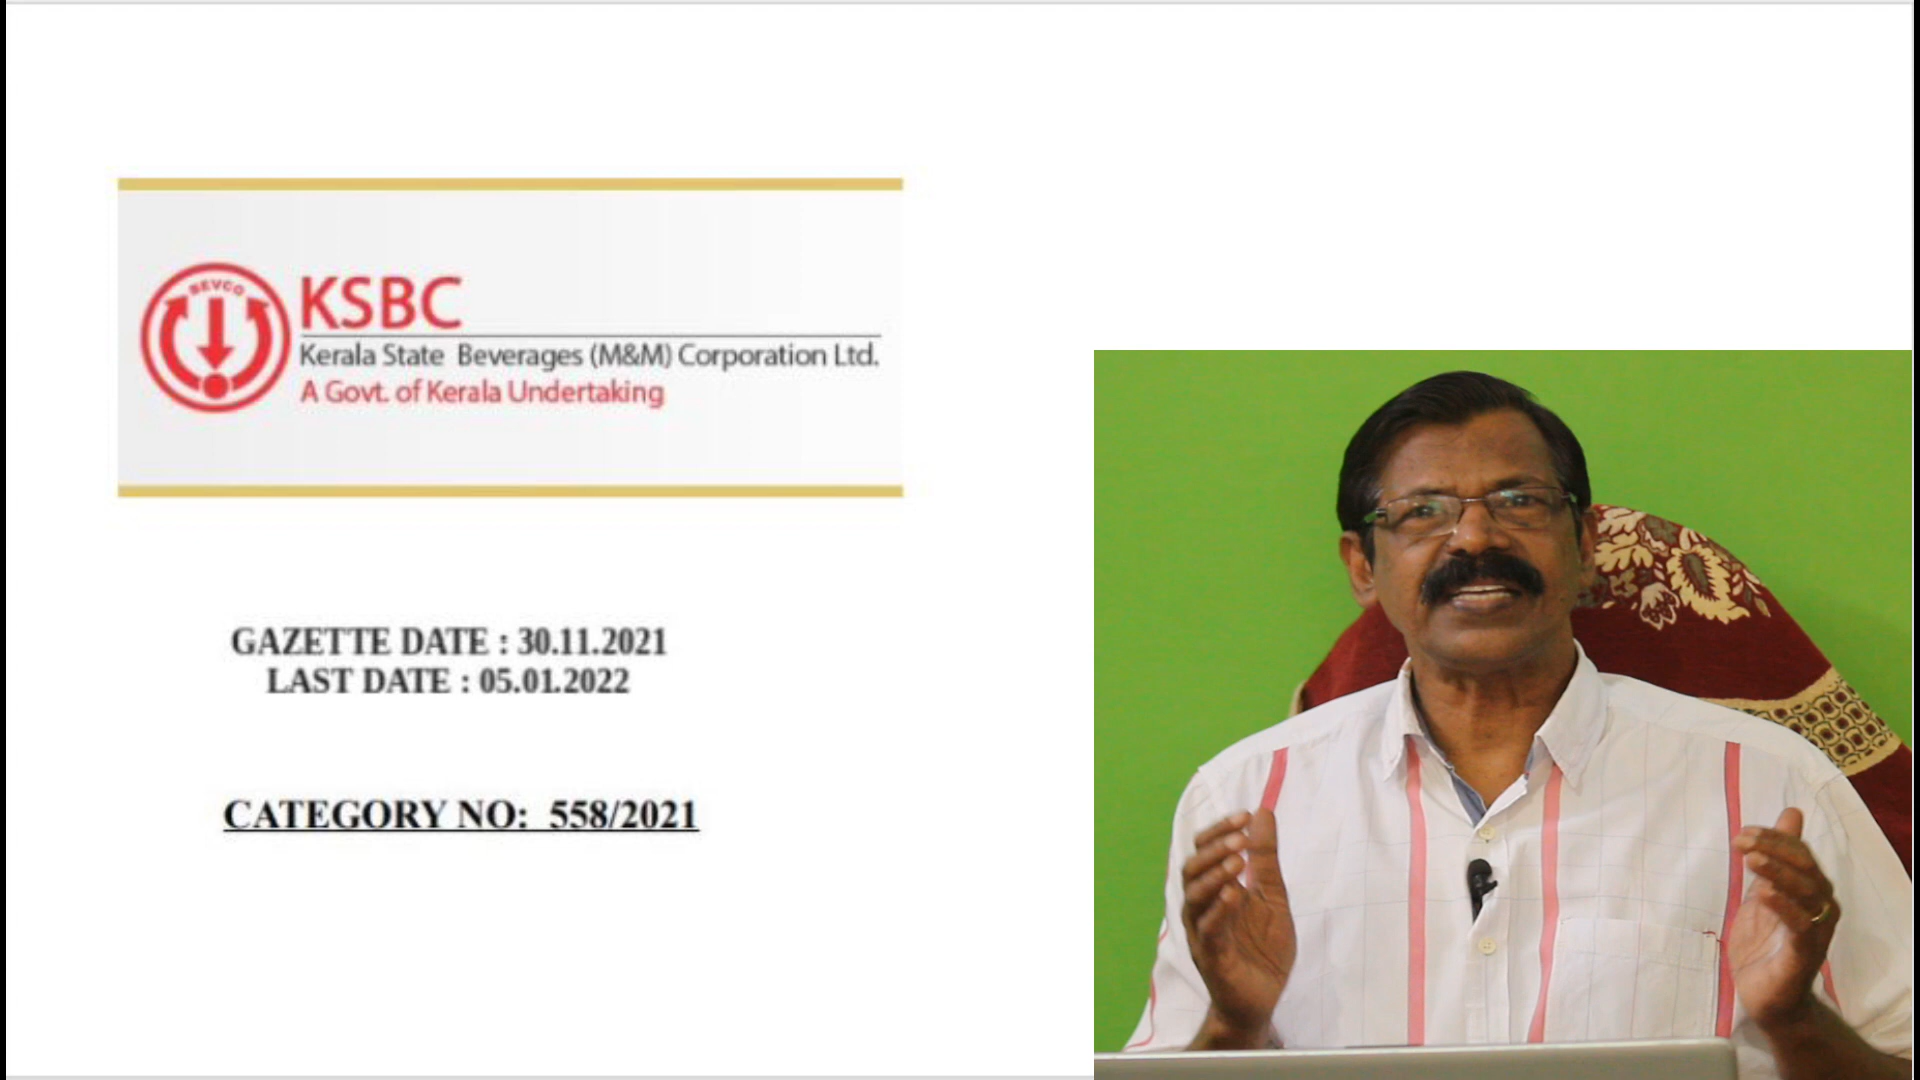 BEVCO
KSBC
Kerala State Beverages (M&M) Corporation Ltd.
A Govt. of Kerala Undertaking
GAZETTE DATE : 30.11.2021
LAST DATE : 05.01.2022
CATEGORY NO: 558/2021